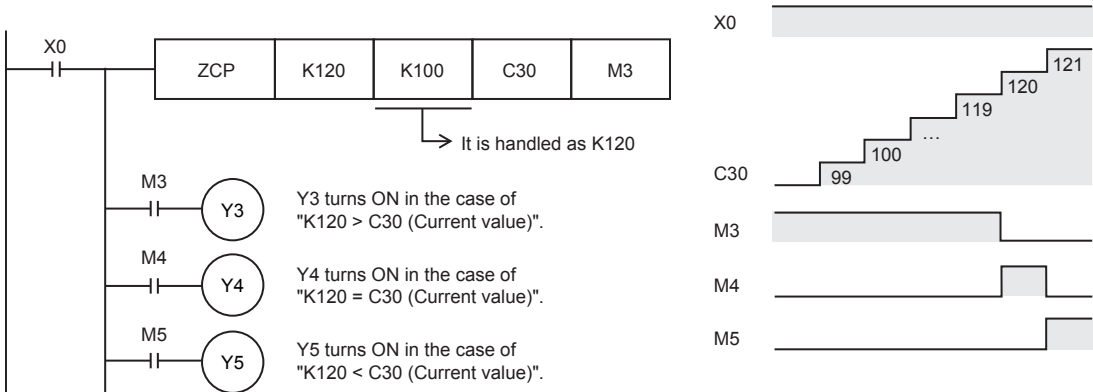 X0
ZCP K120 K100 C30 M3
It is handled as K120
M3
Y3
Y3 turns ON in the case of
"K120 > C30 (Current value)".
M4
Y4
Y4 turns ON in the case of
"K120 = C30 (Current value)".
M5
Y5
Y5 turns ON in the case of
"K120 < C30 (Current value)".
X0
121
120
119
…
100
99
C30
M3
M4
M5